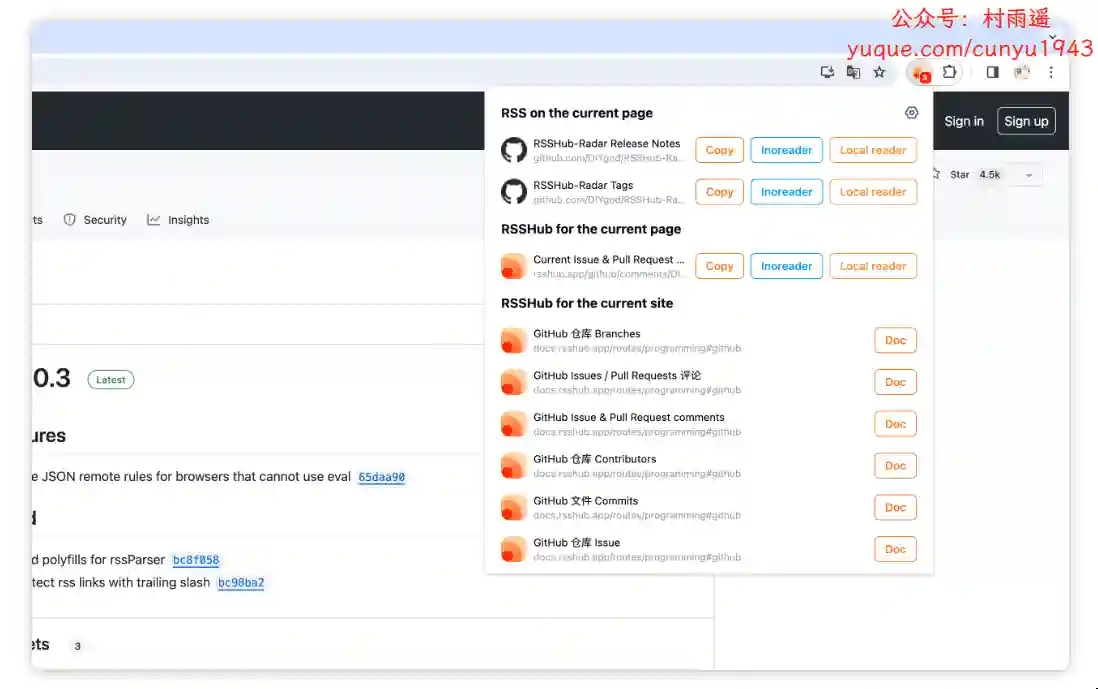 公众号：村雨遥
yuque.com/cunyu1943
3
RSS on the current page
Sign in
Sign up
RSSHub-Radar Release Notes
github.com/DIYgod/RSSHub-Ra...
Copy
Inoreader
Local reader
Star 4.5k
RSSHub-Radar Tags
github.com/DIYgod/RSSHub-Ra...
Copy
Inoreader
Local reader
ts
Security
Insights
RSSHub for the current page
Current Issue & Pull Request ...
rsshub.app/github/comments/DI...
Copy
Inoreader
Local reader
RSSHub for the current site
GitHub 仓库 Branches
docs.rsshub.app/routes/programming#github
Doc
GitHub Issues / Pull Requests 评论
docs.rsshub.app/routes/programming#github
Doc
GitHub Issue & Pull Request comments
docs.rsshub.app/routes/programming#github
Doc
GitHub 仓库 Contributors
docs.rsshub.app/routes/programming#github
Doc
GitHub 文件 Commits
docs.rsshub.app/routes/programming#github
Doc
GitHub 仓库 Issue
docs.rsshub.app/routes/programming#github
Doc
0.3 Latest
ures
e JSON remote rules for browsers that cannot use eval 65daa90
d
d polyfills for rssParser bc8f058
tect rss links with trailing slash bc98ba2
ets 3